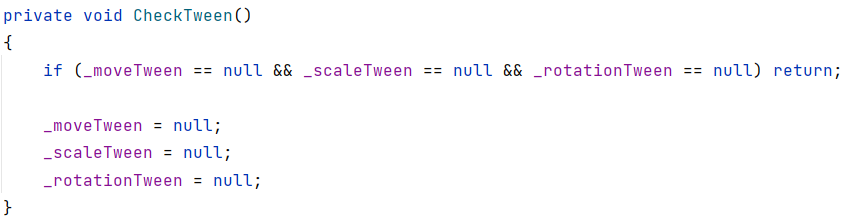 private void CheckTween()
{
    if (_moveTween == null && _scaleTween == null && _rotationTween == null) return;

    _moveTween = null;
    _scaleTween = null;
    _rotationTween = null;
}